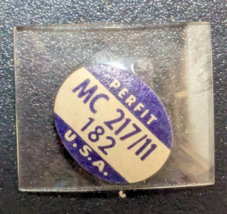 PERFIT
MC 217/11
182
U.S.A.